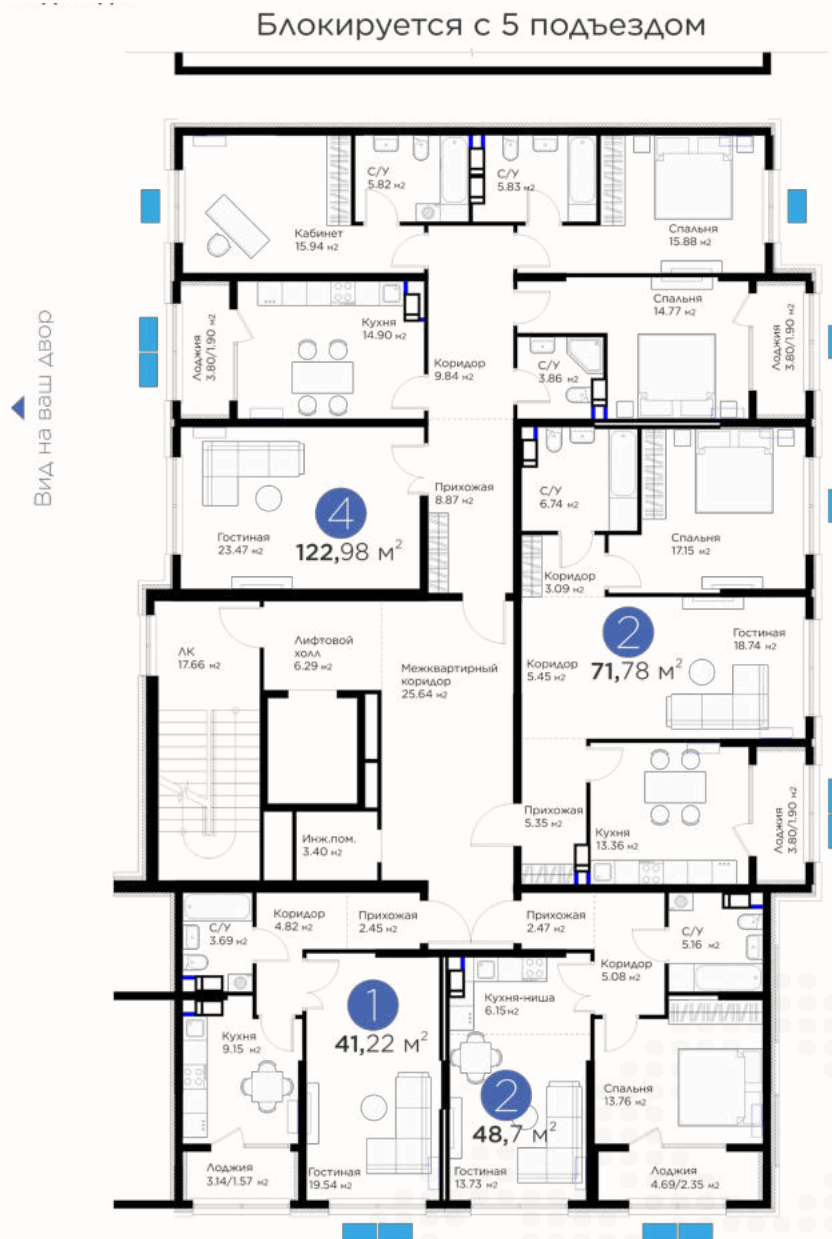 Блокируется с 5 подъездом
Вид на ваш двор
Кабинет
15.94 м2
С/У
5.82 м2
С/У
5.83 м2
Спальня
15.88 м2
Лоджия
3.80/1.90 м2
Кухня
14.90 м2
Коридор
9.84 м2
Спальня
14.77 м2
С/У
3.86 м2
Лоджия
3.80/1.90 м2
Гостиная
23.47 м2
4
122,98 м2
Прихожая
8.87 м2
С/У
6.74 м2
Спальня
17.15 м2
Коридор
3.09 м2
ЛК
17.66 м2
Лифтовой
холл
6.29 м2
Межквартирный
коридор
25.64 м2
Коридор
5.45 м2
2
71,78 м2
Гостиная
18.74 м2
Инж.пом.
3.40 м2
Прихожая
5.35 м2
Кухня
13.36 м2
Лоджия
3.80/1.90 м2
С/У
3.69 м2
Коридор
4.82 м2
Прихожая
2.45 м2
Прихожая
2.47 м2
Коридор
5.08 м2
С/У
5.16 м2
Кухня
9.15 м2
1
41,22 м2
Кухня-ниша
6.15 м2
2
48,7 м2
Спальня
13.76 м2
Лоджия
3.14/1.57 м2
Гостиная
19.54 м2
Гостиная
13.73 м2
Лоджия
4.69/2.35 м2